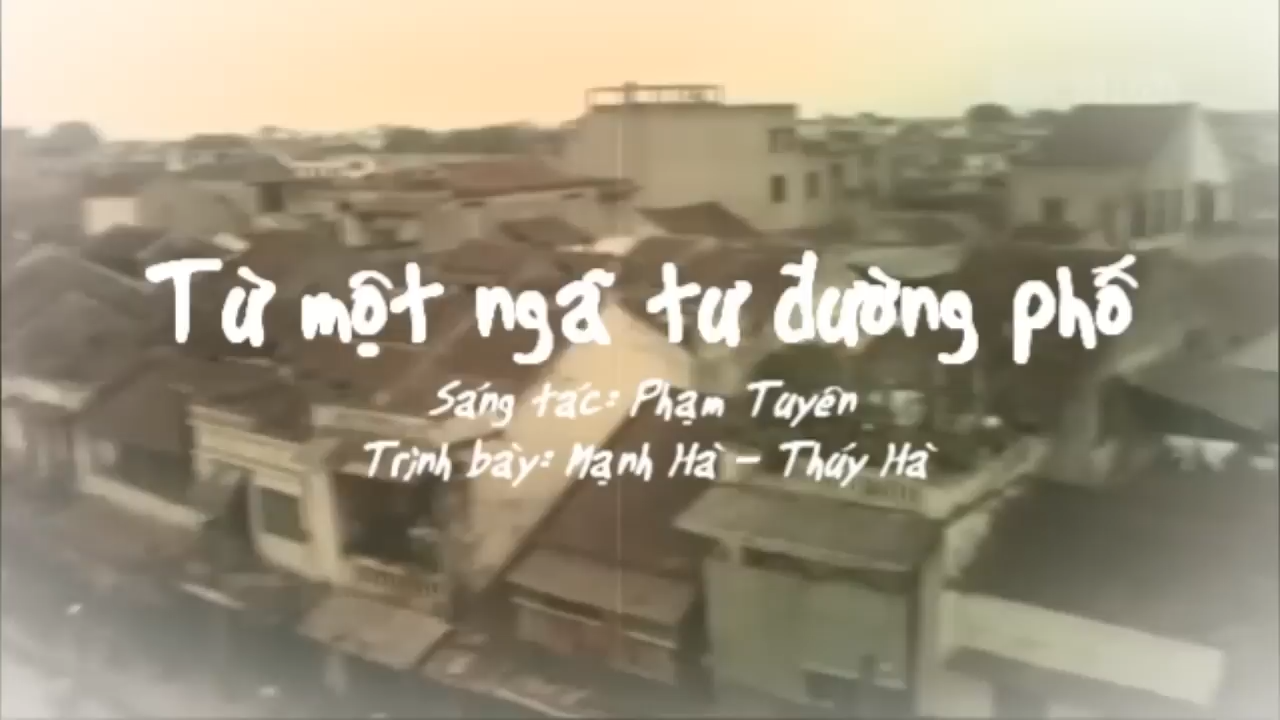 Từ một ngã tư đường phố
Sáng tác: Phạm Tuyên
Trình bày: Mạnh Hà - Thúy Hà